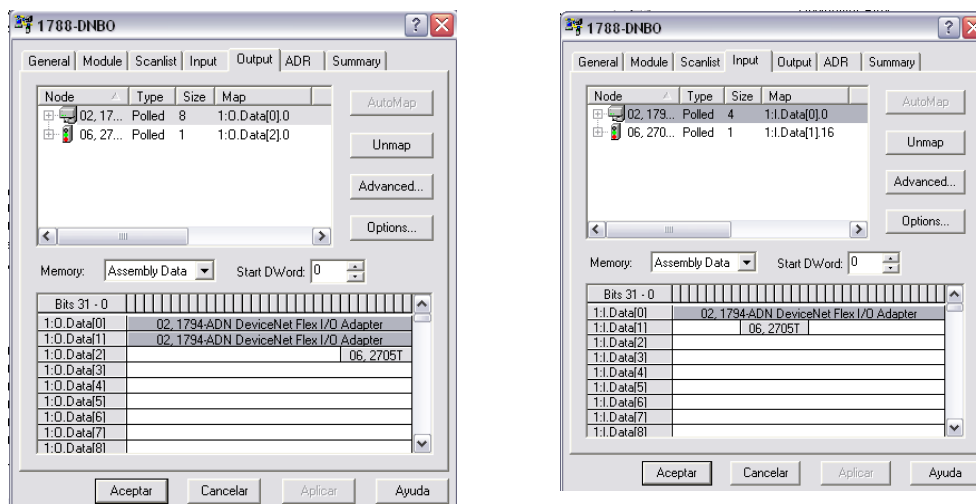 1788-DNBO
General Module Scanlist Input Output ADR Summary
Node Type Size Map
02, 17... Polled 8 1:O.Data[0].0
06, 27... Polled 1 1:O.Data[2].0
AutoMap
Unmap
Advanced...
Options...
Memory: Assembly Data Start DWord: 0
Bits 31 - 0
1:O.Data[0] 02, 1794-ADN DeviceNet Flex I/O Adapter
1:O.Data[1] 02, 1794-ADN DeviceNet Flex I/O Adapter
1:O.Data[2] 06, 2705T
1:O.Data[3]
1:O.Data[4]
1:O.Data[5]
1:O.Data[6]
1:O.Data[7]
1:O.Data[8]
Aceptar Cancelar Aplicar Ayuda
1788-DNBO
General Module Scanlist Input Output ADR Summary
Node Type Size Map
02, 179... Polled 4 1:I.Data[0].0
06, 270... Polled 1 1:I.Data[1].16
AutoMap
Unmap
Advanced...
Options...
Memory: Assembly Data Start DWord: 0
Bits 31 - 0
1:I.Data[0] 02, 1794-ADN DeviceNet Flex I/O Adapter
1:I.Data[1] 06, 2705T
1:I.Data[2]
1:I.Data[3]
1:I.Data[4]
1:I.Data[5]
1:I.Data[6]
1:I.Data[7]
1:I.Data[8]
Aceptar Cancelar Aplicar Ayuda